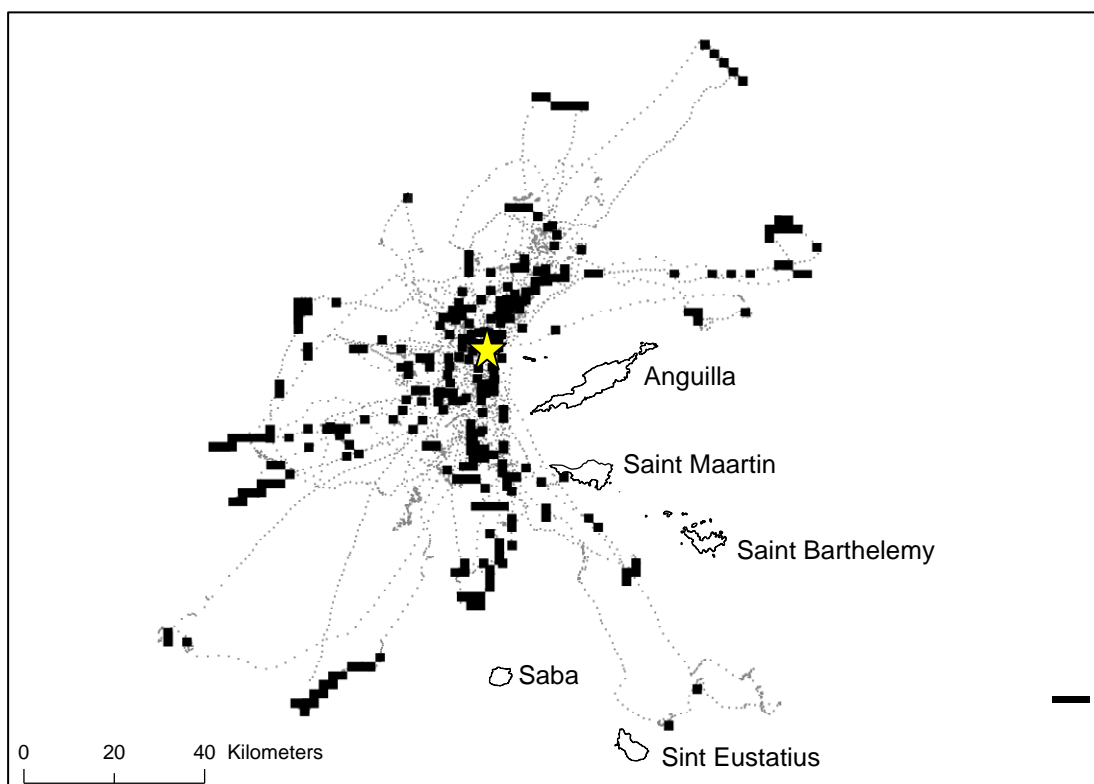 Anguilla
Saint Maartin
Saint Barthelemy
Saba
Sint Eustatius
0 20 40 Kilometers